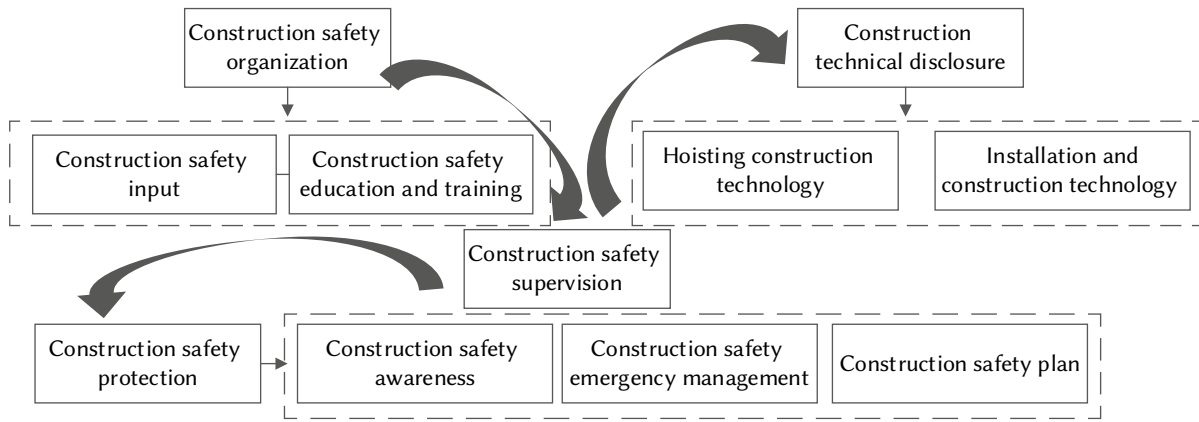 Construction safety
organization
Construction
technical disclosure
Construction safety
input
Construction safety
education and training
Hoisting construction
technology
Installation and
construction technology
Construction safety
supervision
Construction safety
protection
Construction safety
awareness
Construction safety
emergency management
Construction safety plan